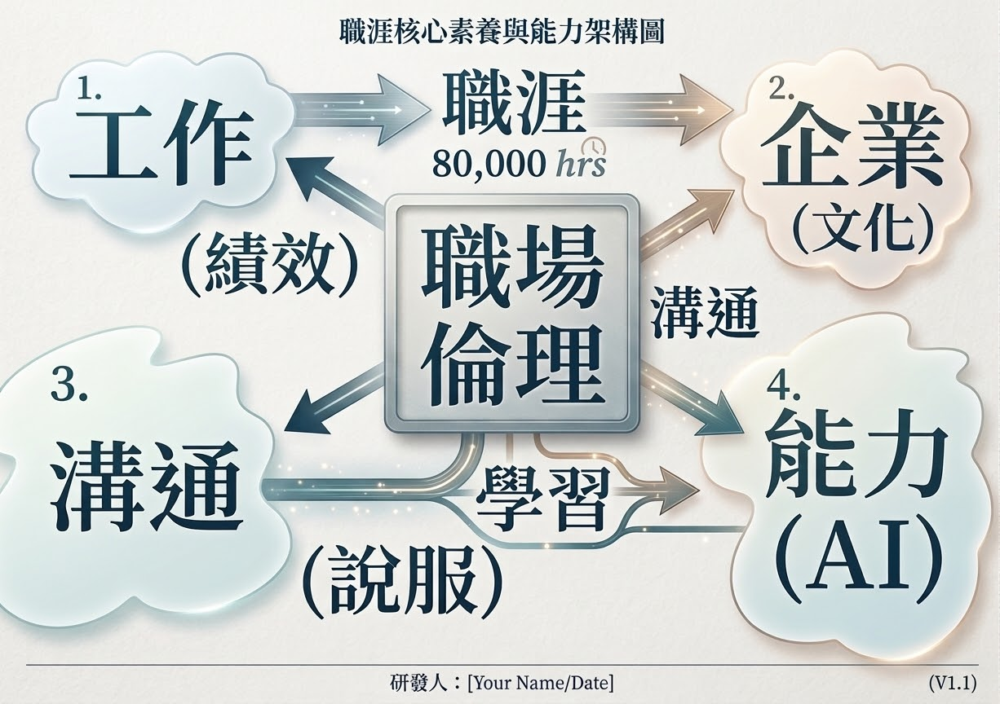 職涯核心素養與能力架構圖
1.
工作
職涯
80,000 hrs
2.
企業
(文化)
(績效)
職場
倫理
溝通
3.
溝通
4.
能力
(AI)
學習
(說服)
研發人：[Your Name/Date]
(V1.1)